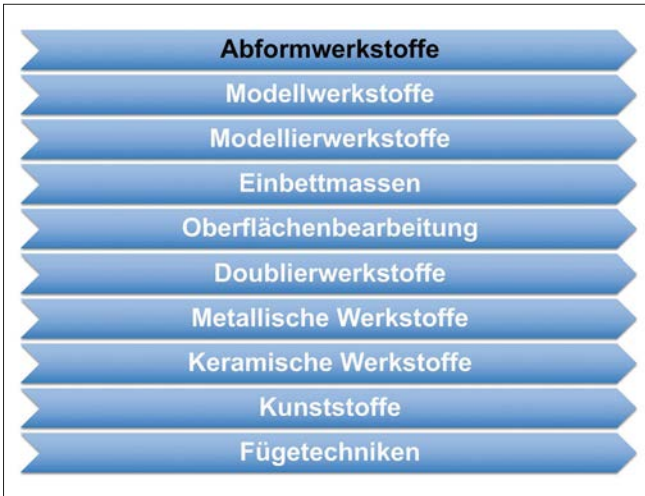 Abformwerkstoffe
Modellwerkstoffe
Modellierwerkstoffe
Einbettmassen
Oberflächenbearbeitung
Doublierwerkstoffe
Metallische Werkstoffe
Keramische Werkstoffe
Kunststoffe
Fügetechniken